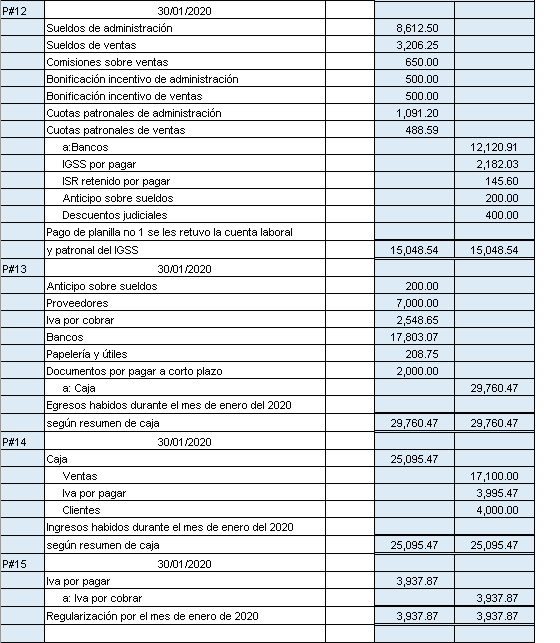 P#12 30/01/2020
Sueldos de administración 8,612.50
Sueldos de ventas 3,206.25
Comisiones sobre ventas 650.00
Bonificación incentivo de administración 500.00
Bonificación incentivo de ventas 500.00
Cuotas patronales de administración 1,091.20
Cuotas patronales de ventas 488.59
a:Bancos 12,120.91
IGSS por pagar 2,182.03
ISR retenido por pagar 145.60
Anticipo sobre sueldos 200.00
Descuentos judiciales 400.00
Pago de planilla no 1 se les retuvo la cuenta laboral
y patronal del IGSS 15,048.54 15,048.54
P#13 30/01/2020
Anticipo sobre sueldos 200.00
Proveedores 7,000.00
Iva por cobrar 2,548.65
Bancos 17,803.07
Papelería y útiles 208.75
Documentos por pagar a corto plazo 2,000.00
a: Caja 29,760.47
Egresos habidos durante el mes de enero del 2020
según resumen de caja 29,760.47 29,760.47
P#14 30/01/2020
Caja 25,095.47
Ventas 17,100.00
Iva por pagar 3,995.47
Clientes 4,000.00
Ingresos habidos durante el mes de enero del 2020
según resumen de caja 25,095.47 25,095.47
P#15 30/01/2020
Iva por pagar 3,937.87
a: Iva por cobrar 3,937.87
Regularización por el mes de enero de 2020 3,937.87 3,937.87